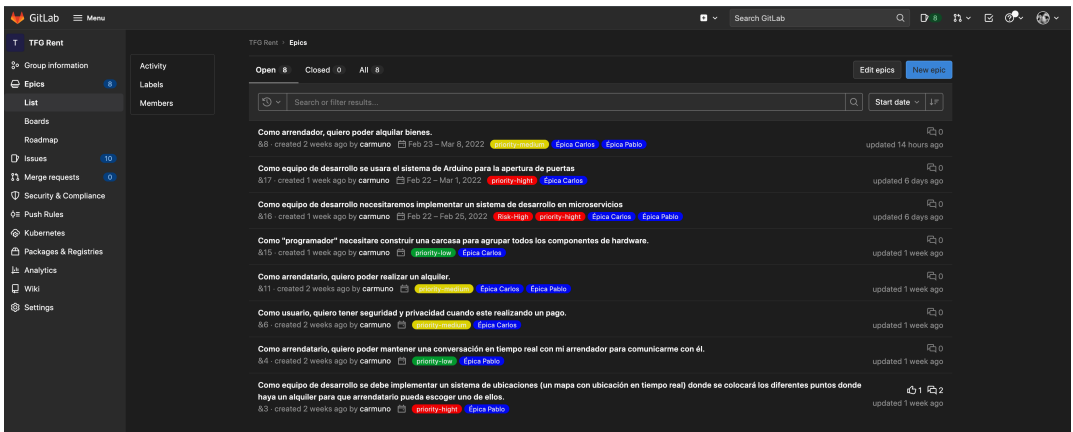 GitLab Menu Search GitLab 8
T TFG Rent
TFG Rent › Epics
Group information
Epics 8
List
Boards
Roadmap
Issues 10
Merge requests 0
Security & Compliance
Push Rules
Kubernetes
Packages & Registries
Analytics
Wiki
Settings
Activity
Labels
Members
Open 8 Closed 0 All 8 Edit epics New epic
Search or filter results... Start date
Como arrendador, quiero poder alquilar bienes. 0
&8 · created 2 weeks ago by carmuno Feb 23 – Mar 8, 2022 priority-medium Épica Carlos Épica Pablo updated 14 hours ago
Como equipo de desarrollo se usara el sistema de Arduino para la apertura de puertas 0
&17 · created 1 week ago by carmuno Feb 22 – Mar 1, 2022 priority-hight Épica Carlos updated 6 days ago
Como equipo de desarrollo necesitaremos implementar un sistema de desarrollo en microservicios 0
&16 · created 1 week ago by carmuno Feb 22 – Feb 25, 2022 Risk-High priority-hight Épica Carlos Épica Pablo updated 6 days ago
Como "programador" necesitare construir una carcasa para agrupar todos los componentes de hardware. 0
&15 · created 1 week ago by carmuno priority-low Épica Carlos updated 1 week ago
Como arrendatario, quiero poder realizar un alquiler. 0
&11 · created 2 weeks ago by carmuno priority-medium Épica Carlos Épica Pablo updated 1 week ago
Como usuario, quiero tener seguridad y privacidad cuando este realizando un pago. 0
&6 · created 2 weeks ago by carmuno priority-medium Épica Carlos updated 1 week ago
Como arrendatario, quiero poder mantener una conversación en tiempo real con mi arrendador para comunicarme con él. 0
&4 · created 2 weeks ago by carmuno priority-low Épica Pablo updated 1 week ago
Como equipo de desarrollo se debe implementar un sistema de ubicaciones (un mapa con ubicación en tiempo real) donde se colocará los diferentes puntos donde
haya un alquiler para que arrendatario pueda escoger uno de ellos. 1 2
&3 · created 2 weeks ago by carmuno priority-hight Épica Pablo updated 1 week ago